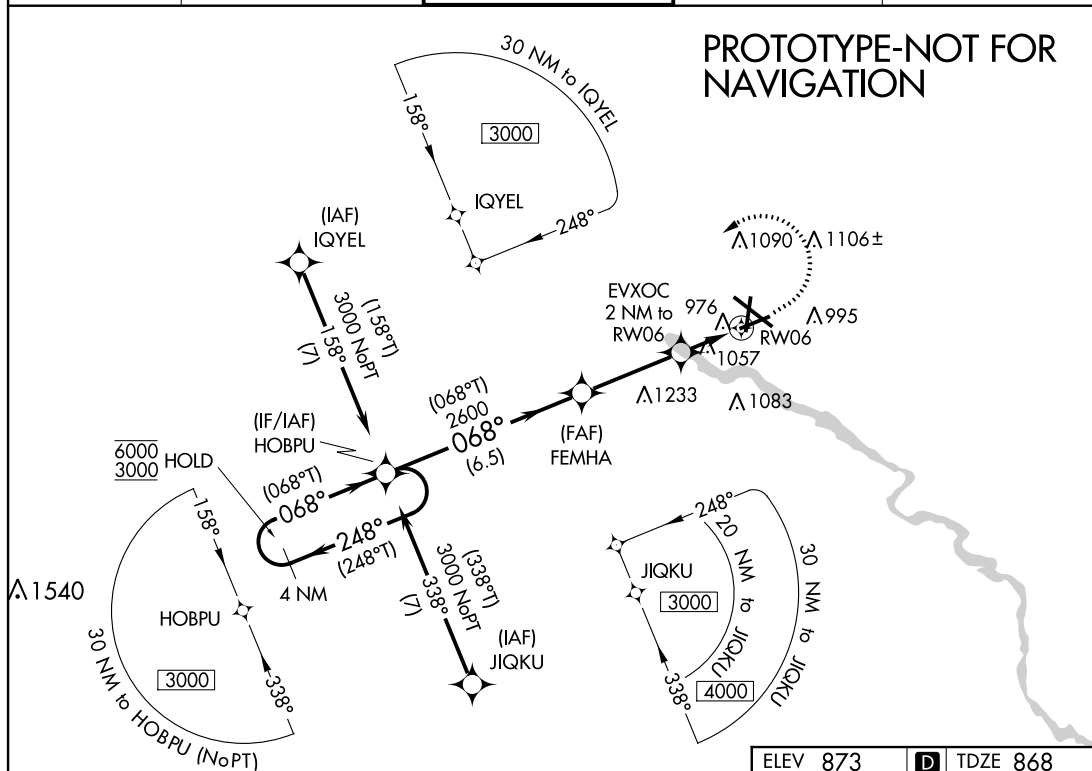 PROTOTYPE-NOT FOR
NAVIGATION
30 NM to IQYEL
158°
3000
IQYEL
248°
(IAF)
IQYEL
(158°T)
3000 NoPT
158°
(7)
1090
1106±
EVXOC
2 NM to
RW06
976
RW06
995
1057
1233
1083
(068°T)
2600
068°
(6.5)
(FAF)
FEMHA
(IF/IAF)
HOBPU
6000
3000
HOLD
(068°T)
068°
248°
(248°T)
4 NM
(338°T)
3000 NoPT
338°
(7)
(IAF)
JIQKU
1540
158°
HOBPU
3000
338°
30 NM to HOBPU (NoPT)
248°
20 NM to JIQKU
30 NM to JIQKU
JIQKU
3000
4000
338°
ELEV 873
D
TDZE 868